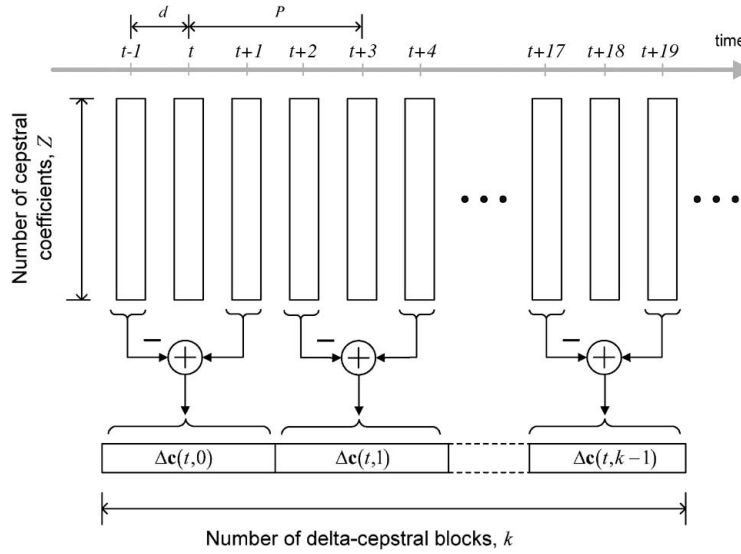 d P
t-1 t t+1 t+2 t+3 t+4 t+17 t+18 t+19 time
Number of cepstral
coefficients, Z
− − −
+ + +
Δc(t,0) Δc(t,1) Δc(t,k−1)
Number of delta-cepstral blocks, k